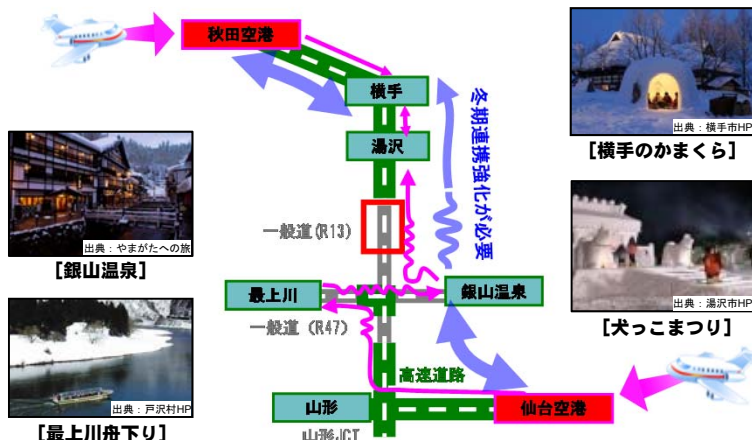 秋田空港
横手
湯沢
冬期連携強化が必要
出典：横手市HP
[横手のかまくら]
出典：やまがたへの旅
[銀山温泉]
一般道(R13)
最上川
銀山温泉
一般道（R47）
出典：湯沢市HP
[犬っこまつり]
高速道路
出典：戸沢村HP
[最上川舟下り]
山形
仙台空港
山形JCT